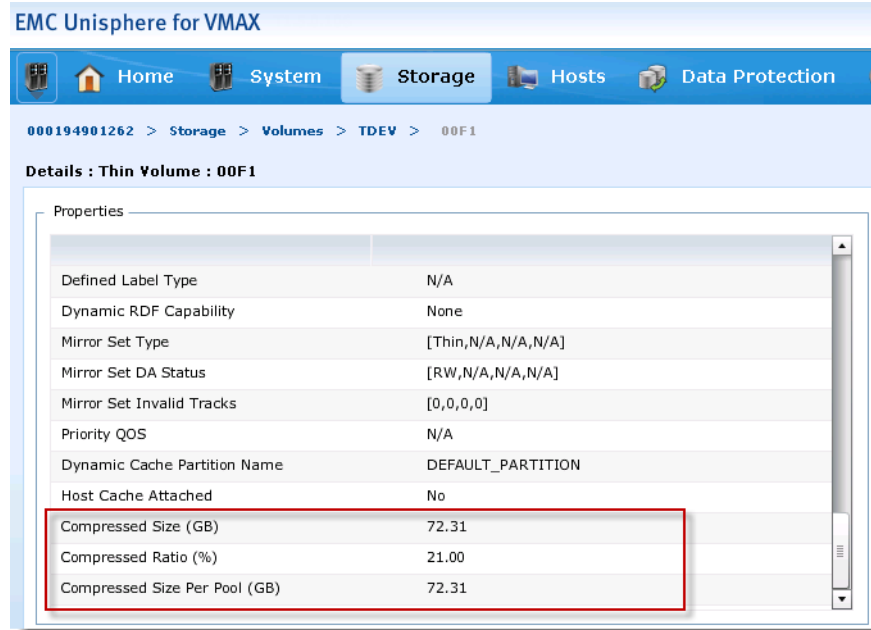 EMC Unisphere for VMAX
Home System Storage Hosts Data Protection
000194901262 > Storage > Volumes > TDEV > 00F1
Details : Thin Volume : 00F1
Properties
Defined Label Type N/A
Dynamic RDF Capability None
Mirror Set Type [Thin,N/A,N/A,N/A]
Mirror Set DA Status [RW,N/A,N/A,N/A]
Mirror Set Invalid Tracks [0,0,0,0]
Priority QOS N/A
Dynamic Cache Partition Name DEFAULT_PARTITION
Host Cache Attached No
Compressed Size (GB) 72.31
Compressed Ratio (%) 21.00
Compressed Size Per Pool (GB) 72.31